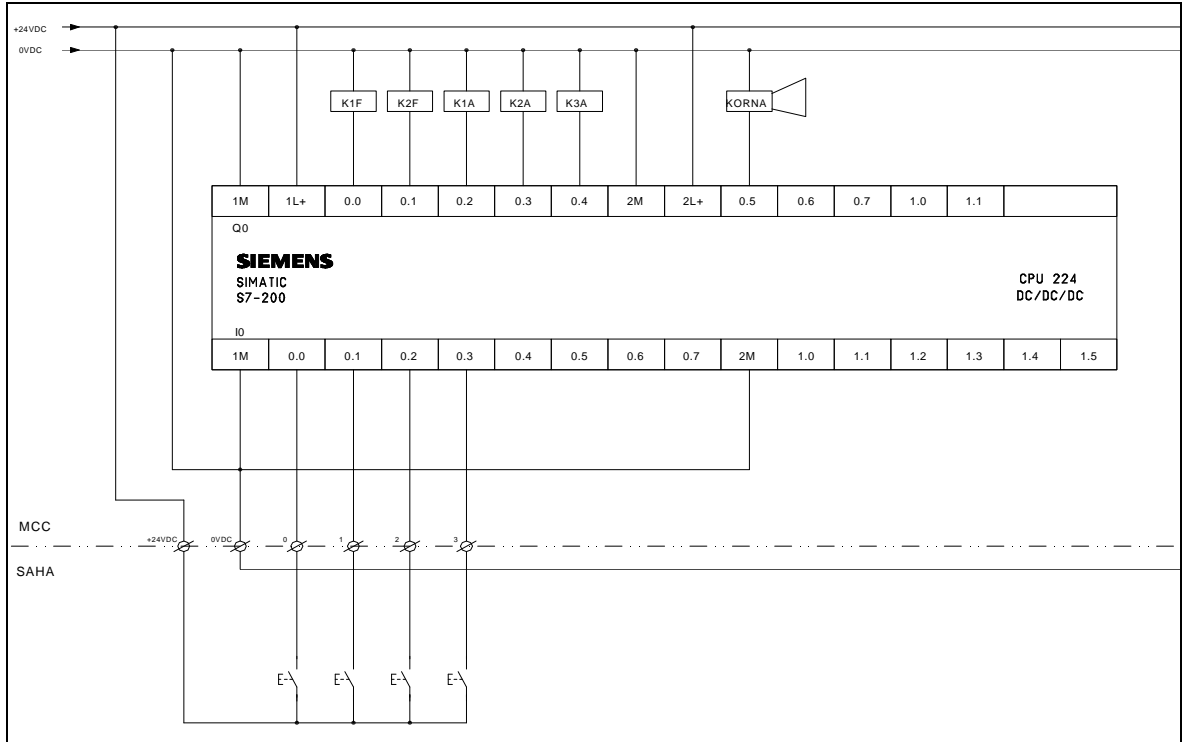 +24VDC
0VDC
K1F K2F K1A K2A K3A KORNA
1M 1L+ 0.0 0.1 0.2 0.3 0.4 2M 2L+ 0.5 0.6 0.7 1.0 1.1
Q0
SIEMENS
SIMATIC
S7-200
CPU 224
DC/DC/DC
I0
1M 0.0 0.1 0.2 0.3 0.4 0.5 0.6 0.7 2M 1.0 1.1 1.2 1.3 1.4 1.5
MCC
+24VDC 0VDC 0 1 2 3
SAHA